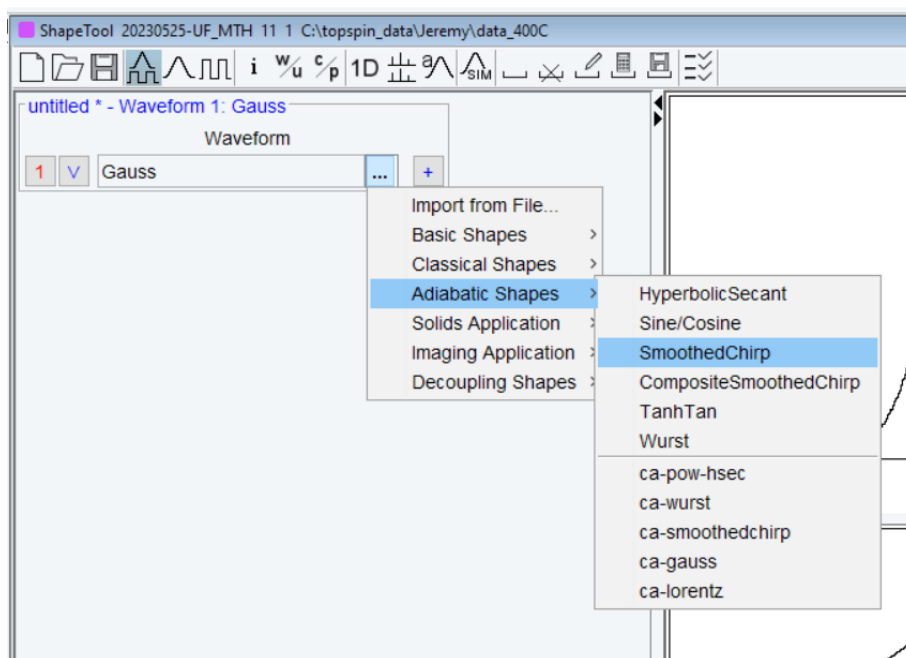 ShapeTool 20230525-UF_MTH 11 1 C:\topspin_data\Jeremy\data_400C
i w/u c/p 1D a SIM
untitled * - Waveform 1: Gauss
Waveform
1 V Gauss ... +
Import from File...
Basic Shapes >
Classical Shapes >
Adiabatic Shapes >
Solids Application >
Imaging Application >
Decoupling Shapes >
HyperbolicSecant
Sine/Cosine
SmoothedChirp
CompositeSmoothedChirp
TanhTan
Wurst
ca-pow-hsec
ca-wurst
ca-smoothedchirp
ca-gauss
ca-lorentz